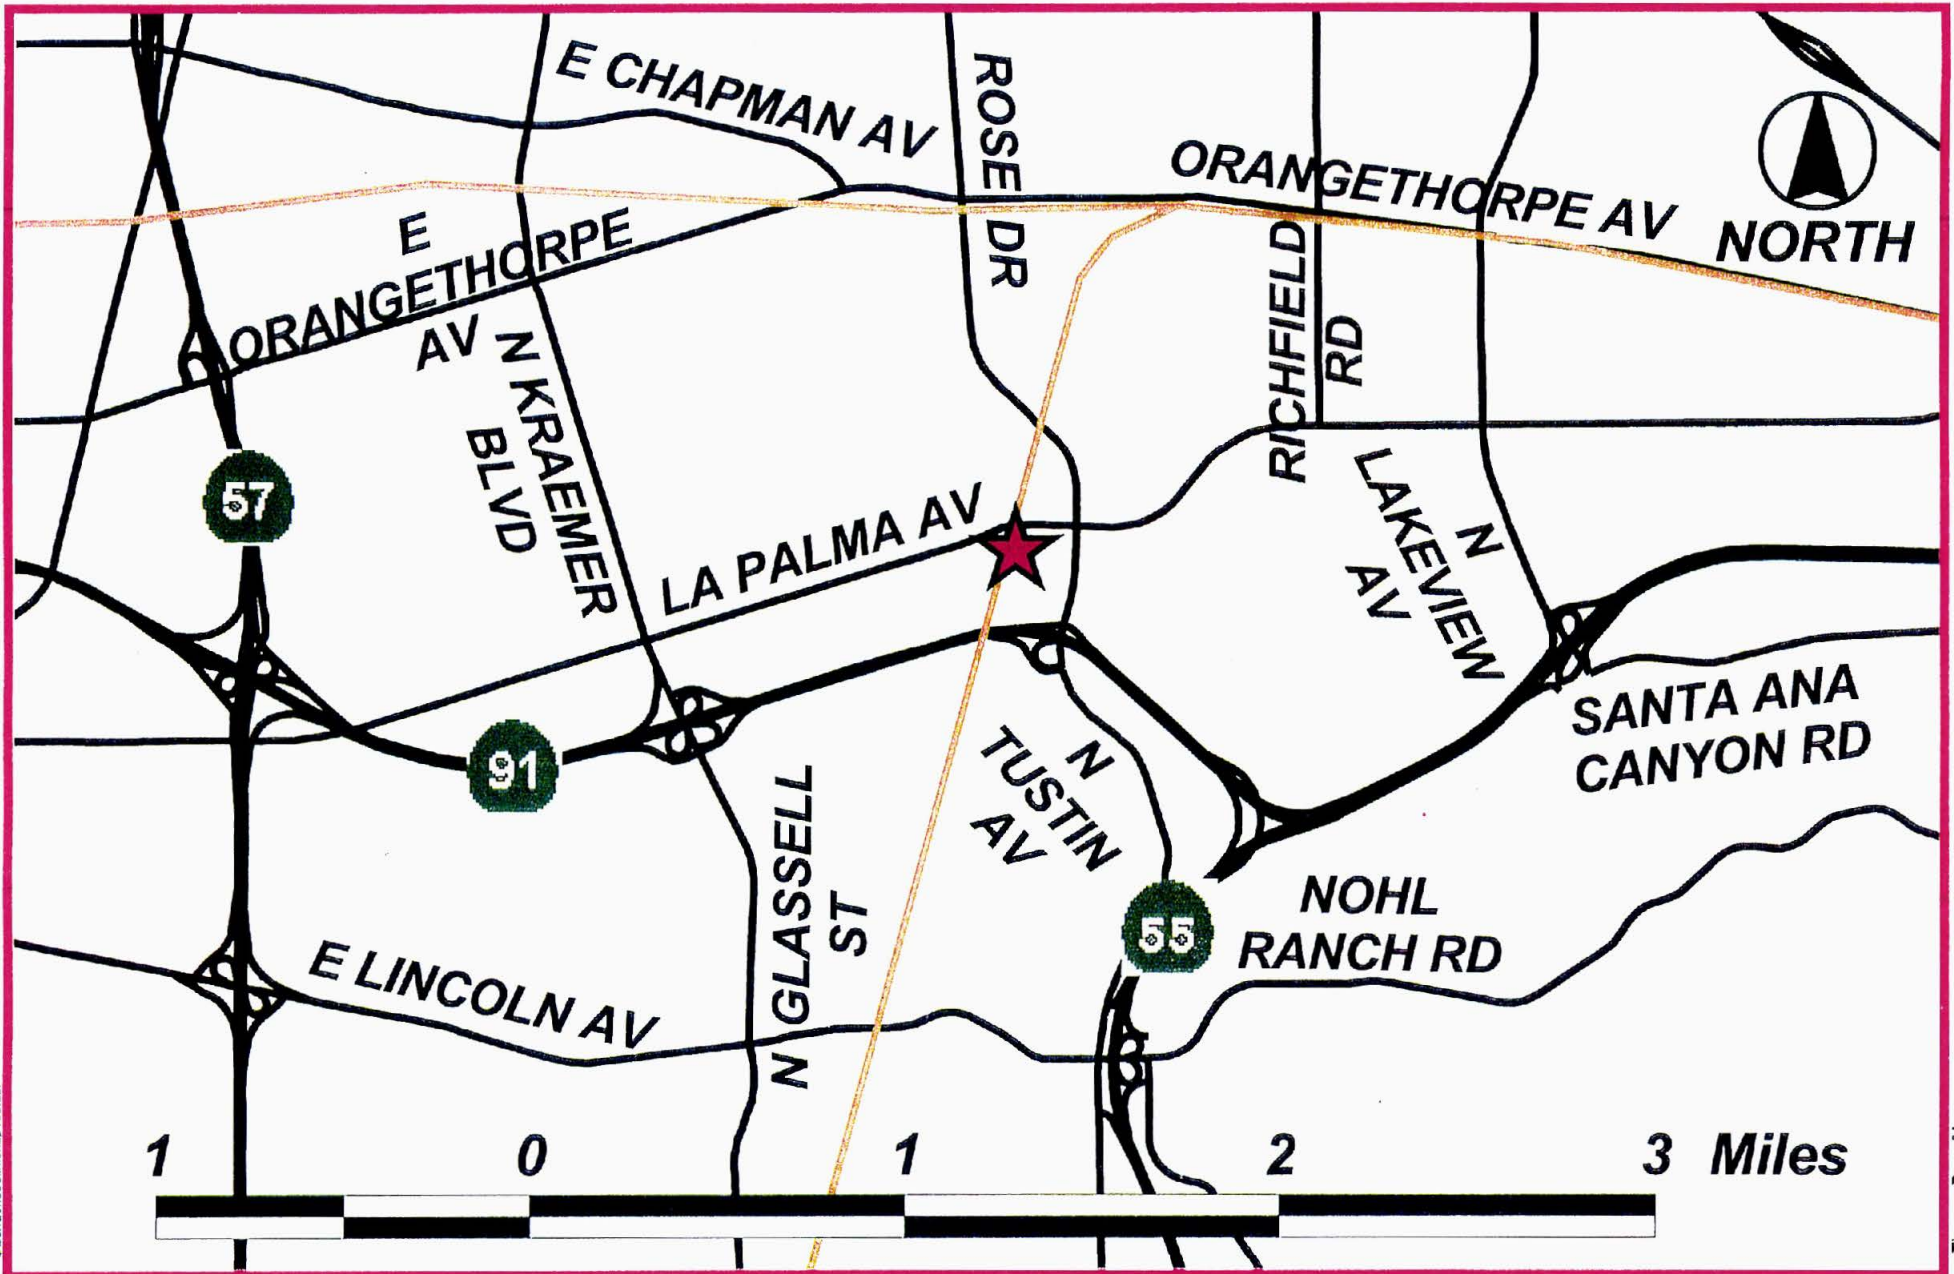 E CHAPMAN AV
ROSE DR
ORANGETHORPE AV
NORTH
E
ORANGETHORPE
AV
N KRAEMER
BLVD
RICHFIELD
RD
57
LA PALMA AV
N
LAKEVIEW
AV
SANTA ANA
CANYON RD
91
N
TUSTIN
AV
N GLASSELL
ST
55
NOHL
RANCH RD
E LINCOLN AV
1 0 1 2 3 Miles